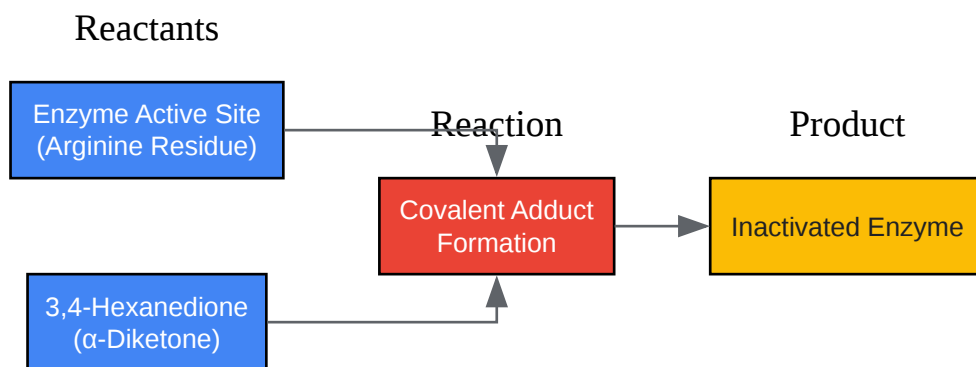 Reactants
Enzyme Active Site
(Arginine Residue)
Reaction
Product
Covalent Adduct
Formation
Inactivated Enzyme
3,4-Hexanedione
(α-Diketone)